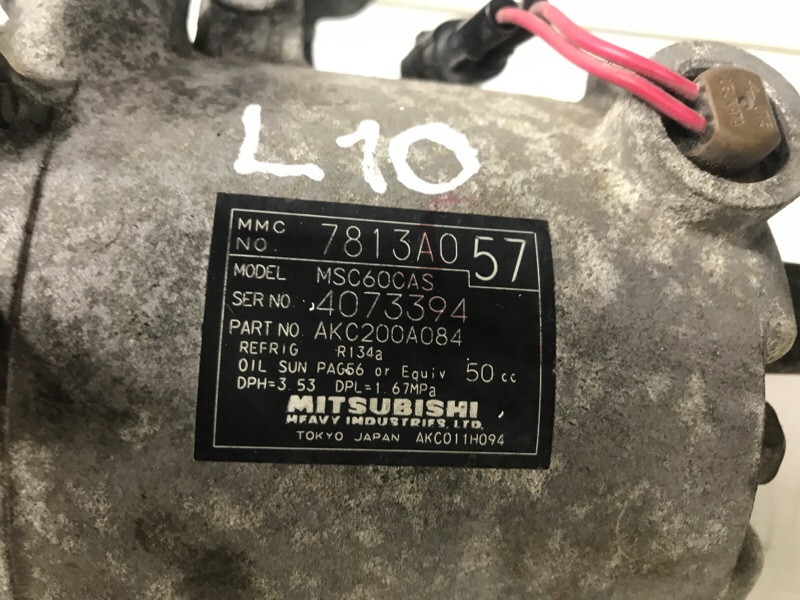 L10
MMC NO. 7813A057
MODEL MSC60CAS
SER NO. 4073394
PART NO. AKC200A084
REFRIG R134a
OIL SUN PAG56 or Equiv 50 cc
DPH=3.53 DPL=1.67MPa
MITSUBISHI
HEAVY INDUSTRIES, LTD.
TOKYO JAPAN AKC011H094